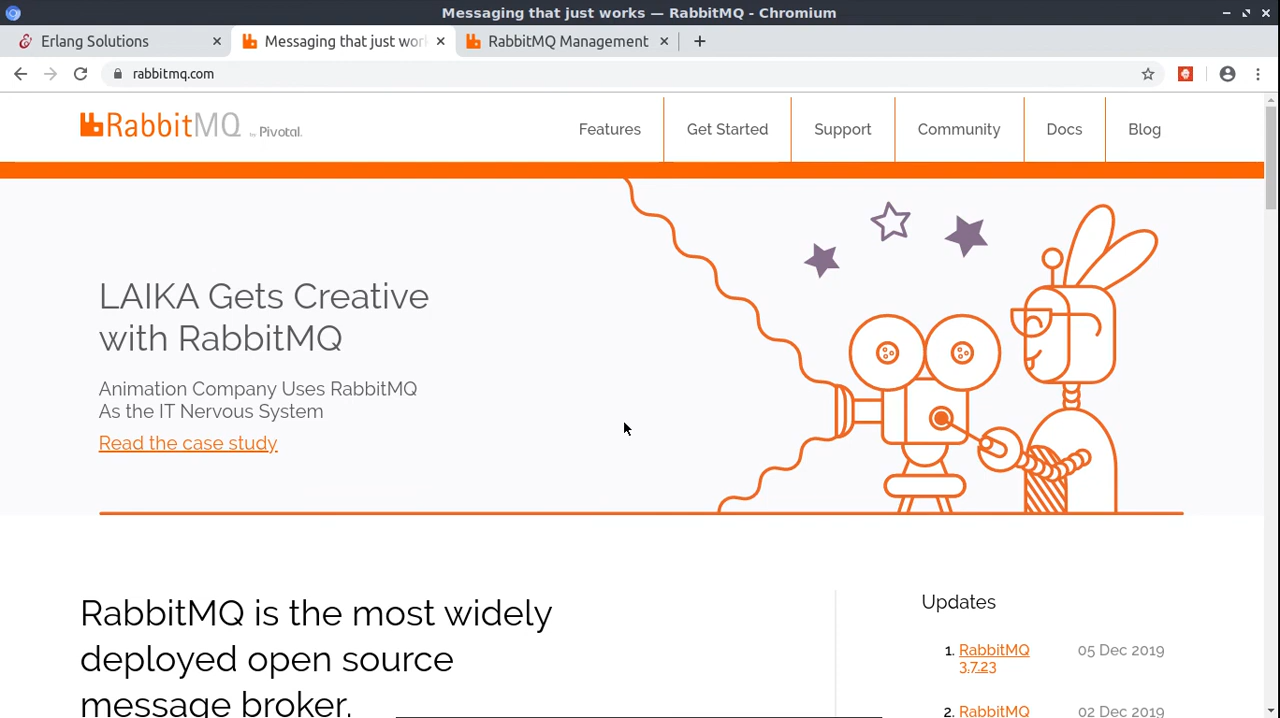 Messaging that just works — RabbitMQ - Chromium
Erlang Solutions
Messaging that just wor
RabbitMQ Management
rabbitmq.com
RabbitMQ by Pivotal.
Features
Get Started
Support
Community
Docs
Blog
LAIKA Gets Creative
with RabbitMQ
Animation Company Uses RabbitMQ
As the IT Nervous System
Read the case study
RabbitMQ is the most widely
deployed open source
message broker.
Updates
1. RabbitMQ 05 Dec 2019
3.7.23
2. RabbitMQ 02 Dec 2019